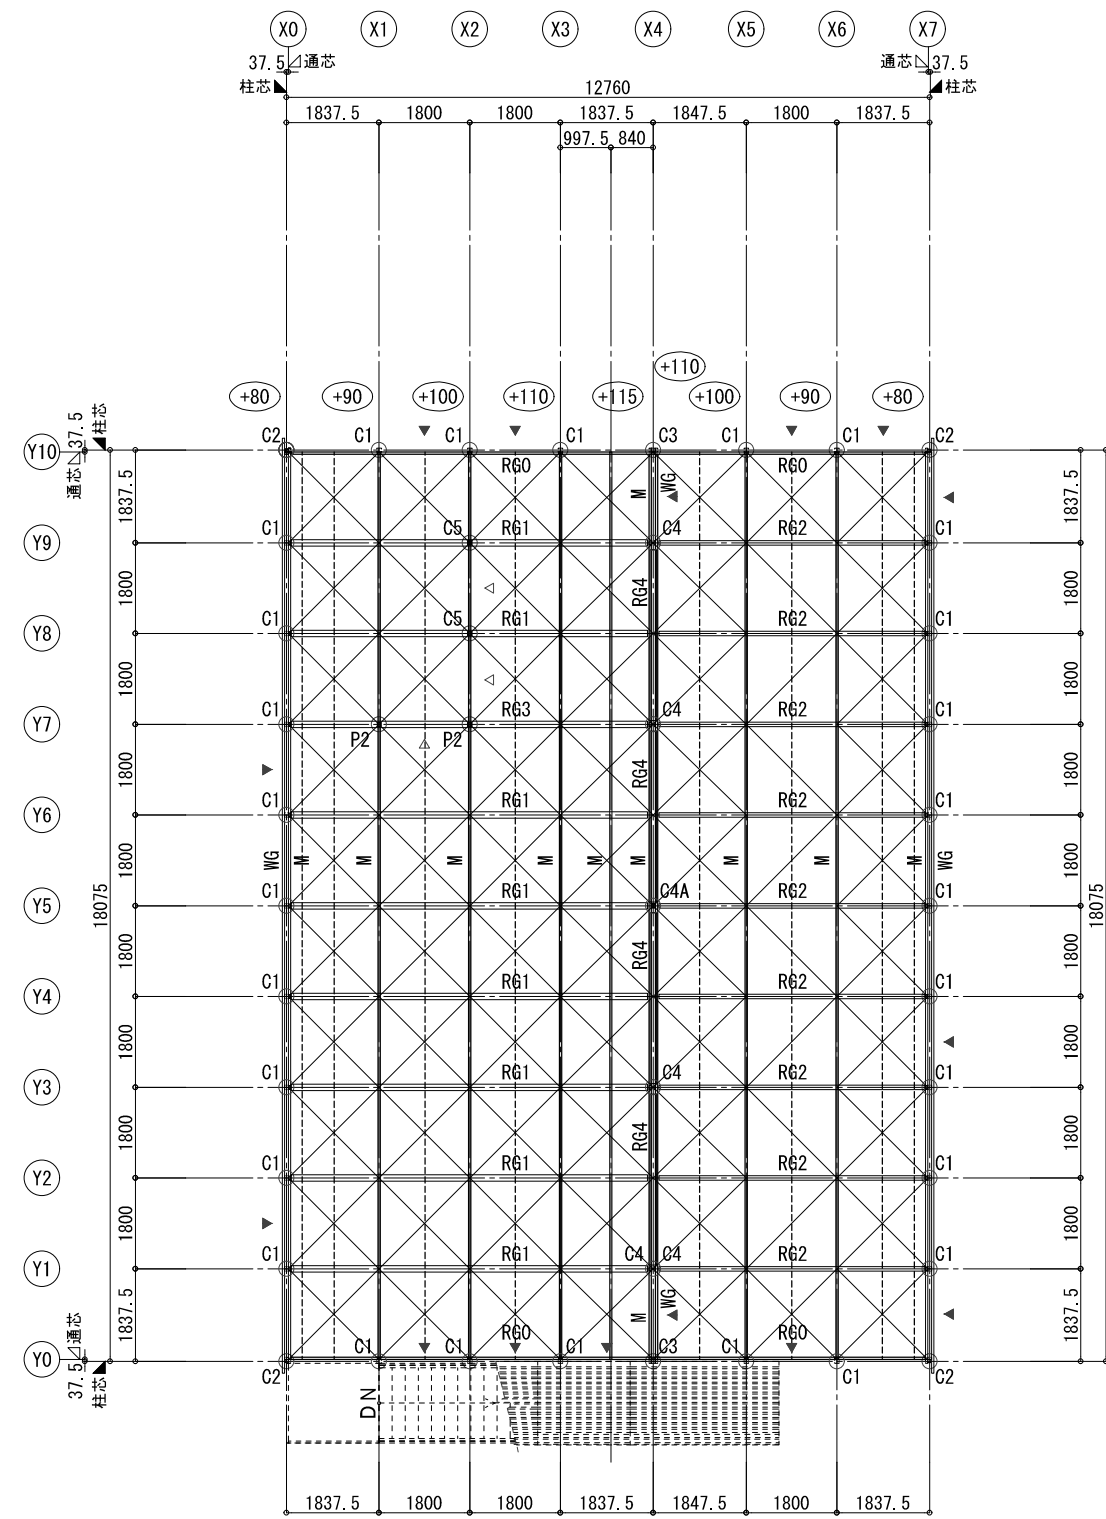 X0 X1 X2 X3 X4 X5 X6 X7
37.5 通芯 通芯 37.5
柱芯 柱芯
12760
1837.5 1800 1800 1837.5 1847.5 1800 1837.5
997.5 840
+110
+80 +90 +100 +110 +115 +100 +90 +80
37.5 柱芯
通芯
Y10 C2 C1 C1 C1 C3 C1 C1 C2
RG0 WG RG0
1837.5 M 1837.5
Y9 C1 C5 RG1 C4 RG2 C1
1800 RG4 1800
Y8 C1 C5 RG1 RG2 C1
1800 1800
Y7 C1 RG3 C4 RG2 C1
P2 P2
1800 RG4 1800
Y6 C1 RG1 RG2 C1
1800 WG M M M M M M M M M WG 1800
Y5 C1 RG1 C4A RG2 C1
18075 18075
1800 RG4 1800
Y4 C1 RG1 RG2 C1
1800 1800
Y3 C1 RG1 C4 RG2 C1
1800 RG4 1800
Y2 C1 RG1 RG2 C1
1800 1800
Y1 C1 RG1 C4 C4 RG2 C1
1837.5 M WG 1837.5
RG0 RG0
Y0 C1 C1 C1 C3 C1
通芯
37.5 柱芯
C2 C1 C2
DN
1837.5 1800 1800 1837.5 1847.5 1800 1837.5